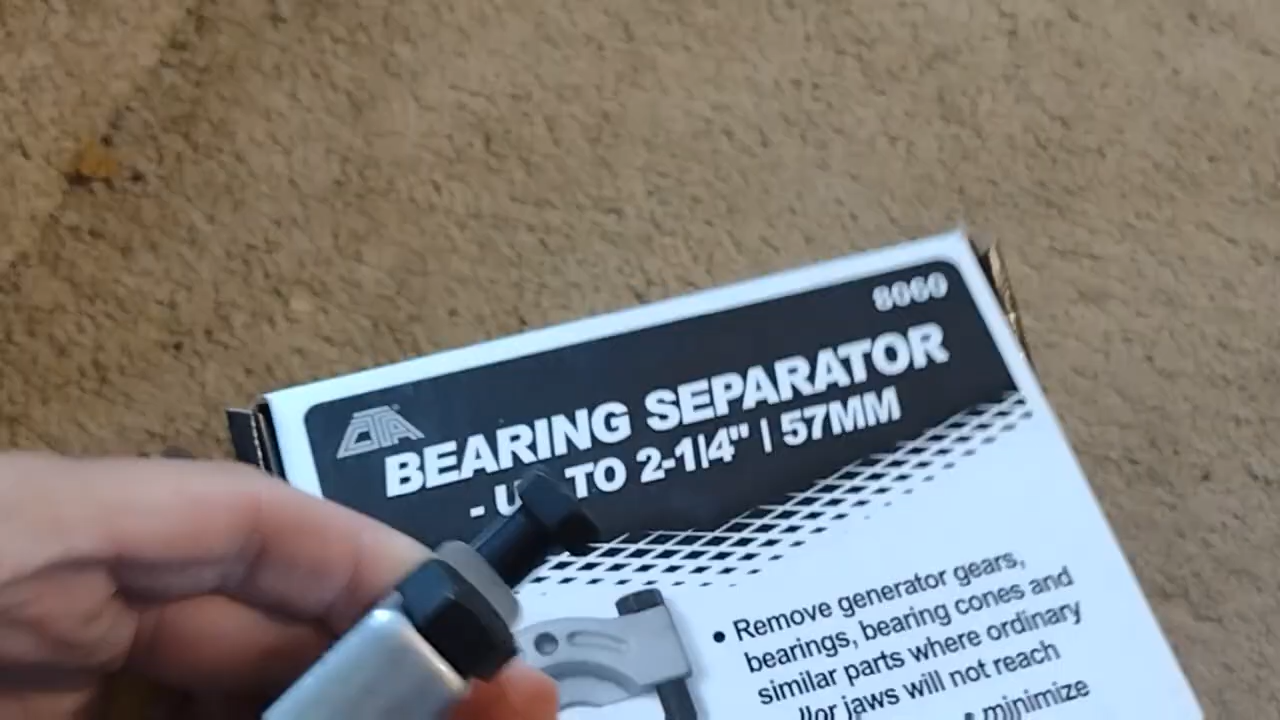 8060
CTA
BEARING SEPARATOR
- UP TO 2-1/4" | 57MM
• Remove generator gears,
bearings, bearing cones and
similar parts where ordinary
jaws will not reach
minimize